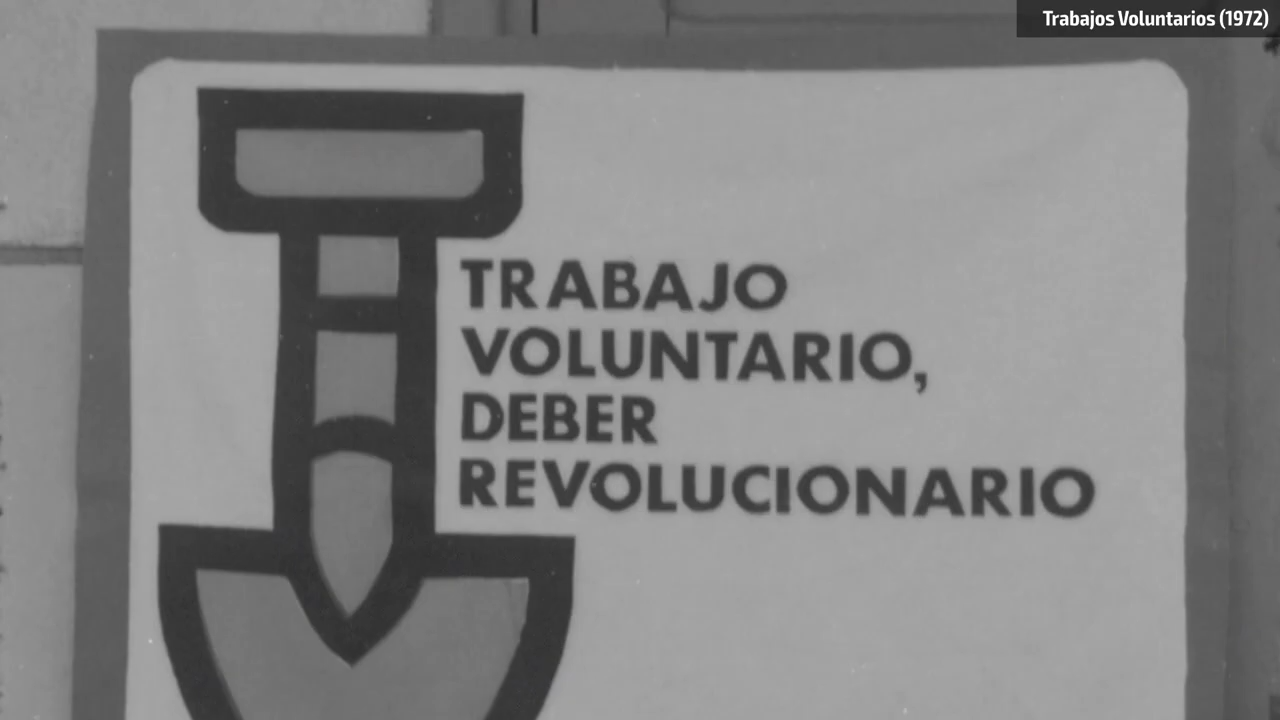 Trabajos Voluntarios (1972)
TRABAJO
VOLUNTARIO,
DEBER
REVOLUCIONARIO